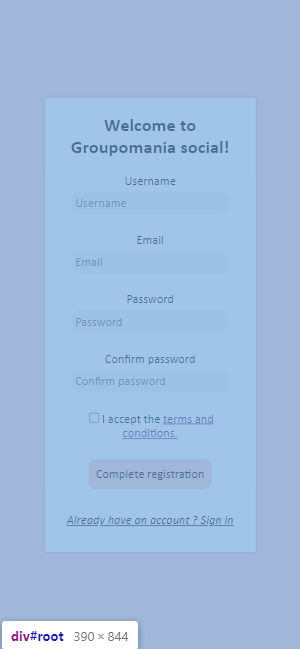 Welcome to
Groupomania social!
Username
Username
Email
Email
Password
Password
Confirm password
Confirm password
I accept the terms and
conditions.
Complete registration
Already have an account ? Sign in
div#root 390 × 844